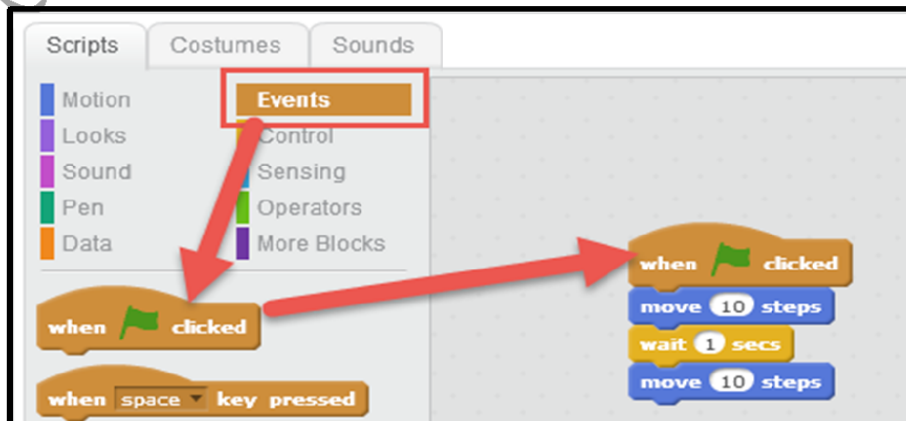 Scripts Costumes Sounds
Motion Events
Looks Control
Sound Sensing
Pen Operators
Data More Blocks
when clicked
when space key pressed
when clicked
move 10 steps
wait 1 secs
move 10 steps